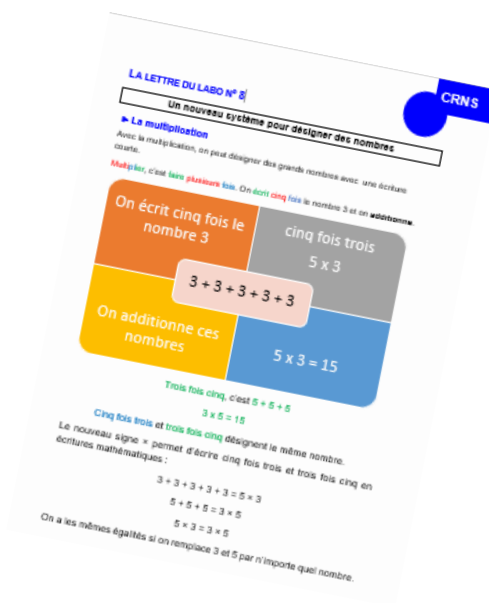 CRNS
LA LETTRE DU LABO N° 8
Un nouveau système pour désigner des nombres
► La multiplication
Avec la multiplication, on peut désigner des grands nombres avec une écriture
courte.
Multiplier, c'est faire plusieurs fois. On écrit cinq fois le nombre 3 et on additionne.
On écrit cinq fois le
nombre 3
cinq fois trois
5 x 3
3 + 3 + 3 + 3 + 3
On additionne ces
nombres
5 x 3 = 15
Trois fois cinq, c'est 5 + 5 + 5
3 x 5 = 15
Cinq fois trois et trois fois cinq désignent le même nombre.
Le nouveau signe × permet d'écrire cinq fois trois et trois fois cinq en
écritures mathématiques :
3 + 3 + 3 + 3 + 3 = 5 × 3
5 + 5 + 5 = 3 × 5
5 × 3 = 3 × 5
On a les mêmes égalités si on remplace 3 et 5 par n'importe quel nombre.